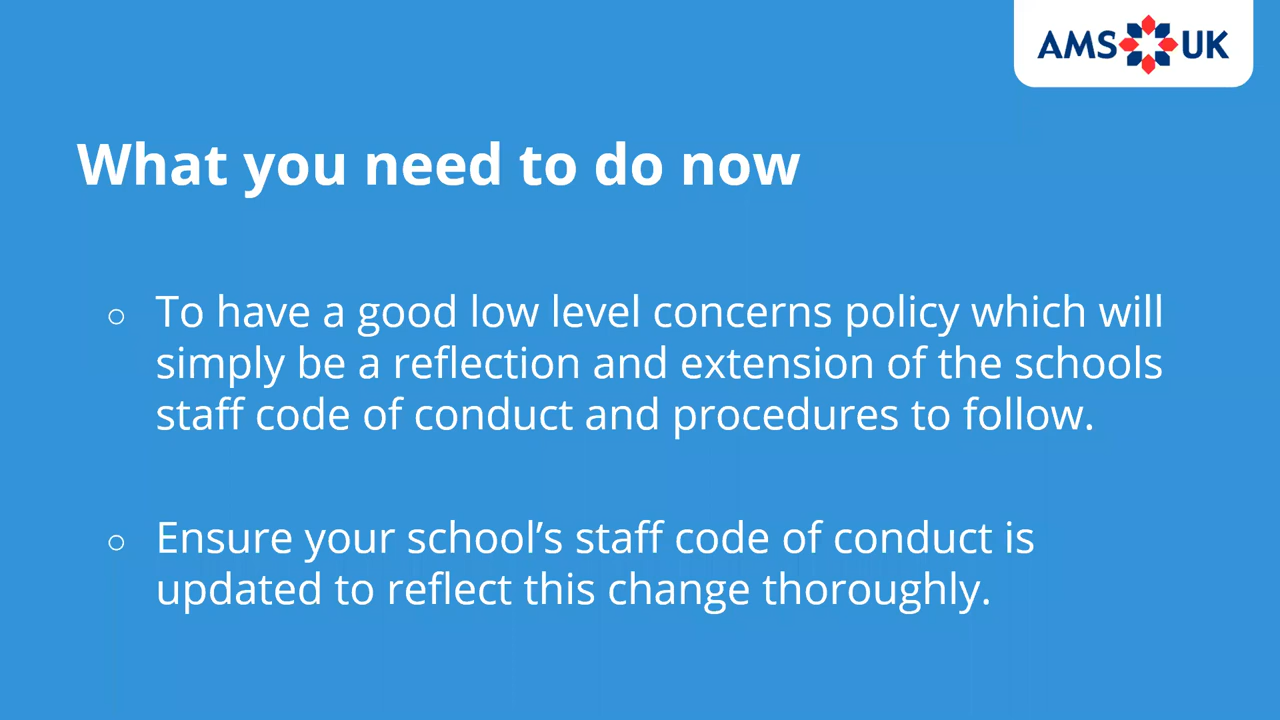 AMS UK
What you need to do now
○ To have a good low level concerns policy which will
simply be a reflection and extension of the schools
staff code of conduct and procedures to follow.
○ Ensure your school’s staff code of conduct is
updated to reflect this change thoroughly.